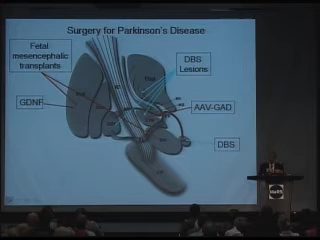 Surgery for Parkinson's Disease
Fetal
mesencephalic
transplants
DBS
Lesions
GDNF
AAV-GAD
DBS